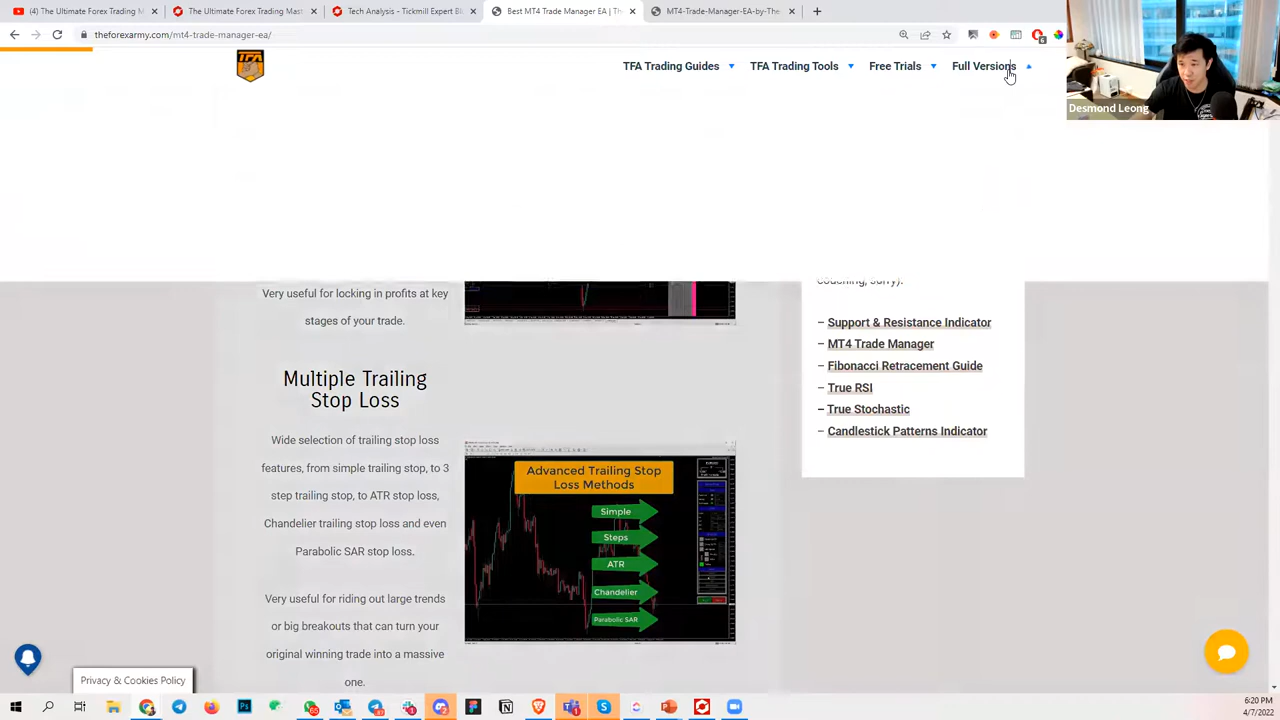 (4) The Ultimate Forex Trading M
The Ultimate Forex Trading Mast
Tech Analysis - Tickmill Expert Bl
Best MT4 Trade Manager EA | Th
MT4-Trade-Manager-EA-by-The-
theforexarmy.com/mt4-trade-manager-ea/
6
TFA
TFA Trading Guides
TFA Trading Tools
Free Trials
Full Versions
Desmond Leong
Very useful for locking in profits at key
stages of your trade.
coaching, surry).
– Support & Resistance Indicator
– MT4 Trade Manager
– Fibonacci Retracement Guide
– True RSI
– True Stochastic
– Candlestick Patterns Indicator
Multiple Trailing
Stop Loss
Wide selection of trailing stop loss
features, from simple trailing stop, to 3
step trailing stop, to ATR stop loss,
Chandelier trailing stop loss and even
Parabolic SAR stop loss.
Very useful for riding out large trends
or big breakouts that can turn your
original winning trade into a massive
one.
Advanced Trailing Stop
Loss Methods
Simple
Steps
ATR
Chandelier
Parabolic SAR
Privacy & Cookies Policy
6:20 PM
4/7/2022